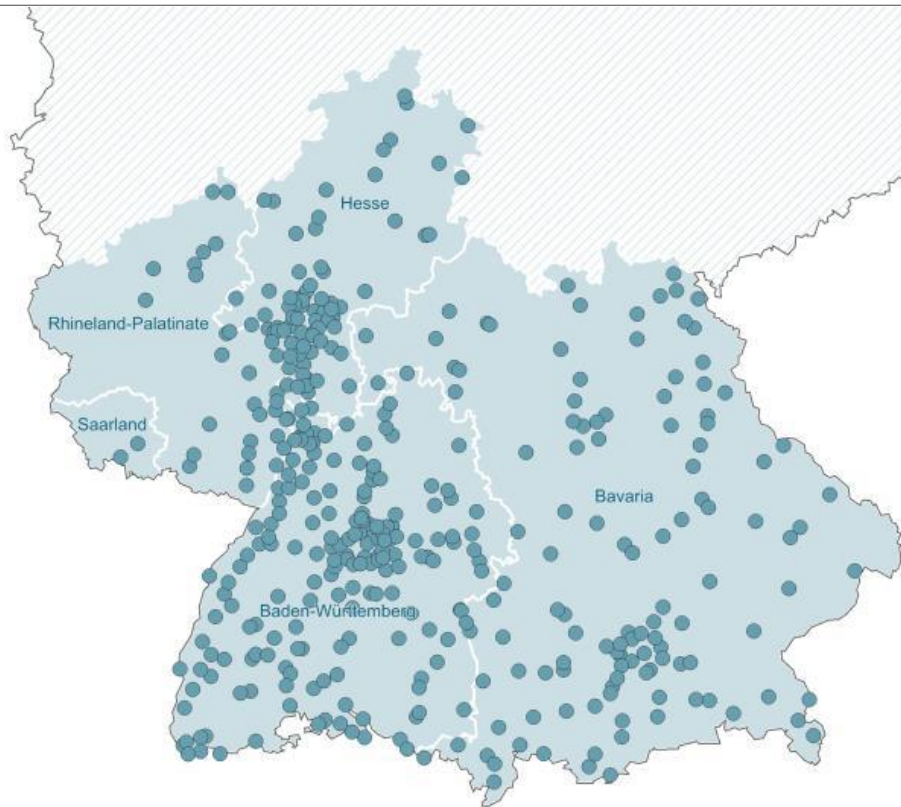 Hesse
Rhineland-Palatinate
Saarland
Bavaria
Baden-Württemberg